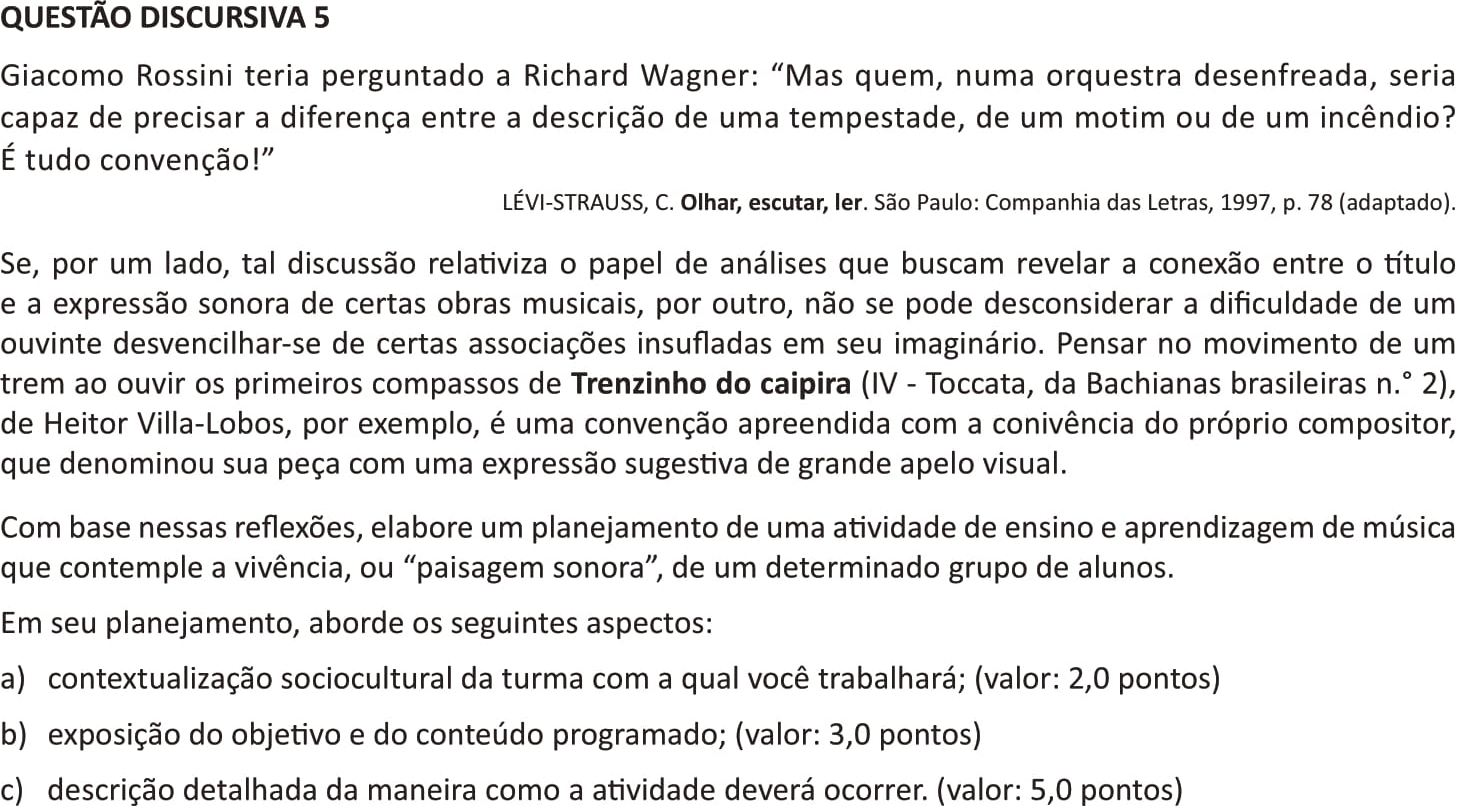 QUESTÃO DISCURSIVA 5
Giacomo Rossini teria perguntado a Richard Wagner: “Mas quem, numa orquestra desenfreada, seria
capaz de precisar a diferença entre a descrição de uma tempestade, de um motim ou de um incêndio?
É tudo convenção!”
LÉVI-STRAUSS, C. Olhar, escutar, ler. São Paulo: Companhia das Letras, 1997, p. 78 (adaptado).
Se, por um lado, tal discussão relativiza o papel de análises que buscam revelar a conexão entre o título
e a expressão sonora de certas obras musicais, por outro, não se pode desconsiderar a dificuldade de um
ouvinte desvencilhar-se de certas associações insufladas em seu imaginário. Pensar no movimento de um
trem ao ouvir os primeiros compassos de Trenzinho do caipira (IV - Toccata, da Bachianas brasileiras n.° 2),
de Heitor Villa-Lobos, por exemplo, é uma convenção apreendida com a conivência do próprio compositor,
que denominou sua peça com uma expressão sugestiva de grande apelo visual.
Com base nessas reflexões, elabore um planejamento de uma atividade de ensino e aprendizagem de música
que contemple a vivência, ou “paisagem sonora”, de um determinado grupo de alunos.
Em seu planejamento, aborde os seguintes aspectos:
a) contextualização sociocultural da turma com a qual você trabalhará; (valor: 2,0 pontos)
b) exposição do objetivo e do conteúdo programado; (valor: 3,0 pontos)
c) descrição detalhada da maneira como a atividade deverá ocorrer. (valor: 5,0 pontos)